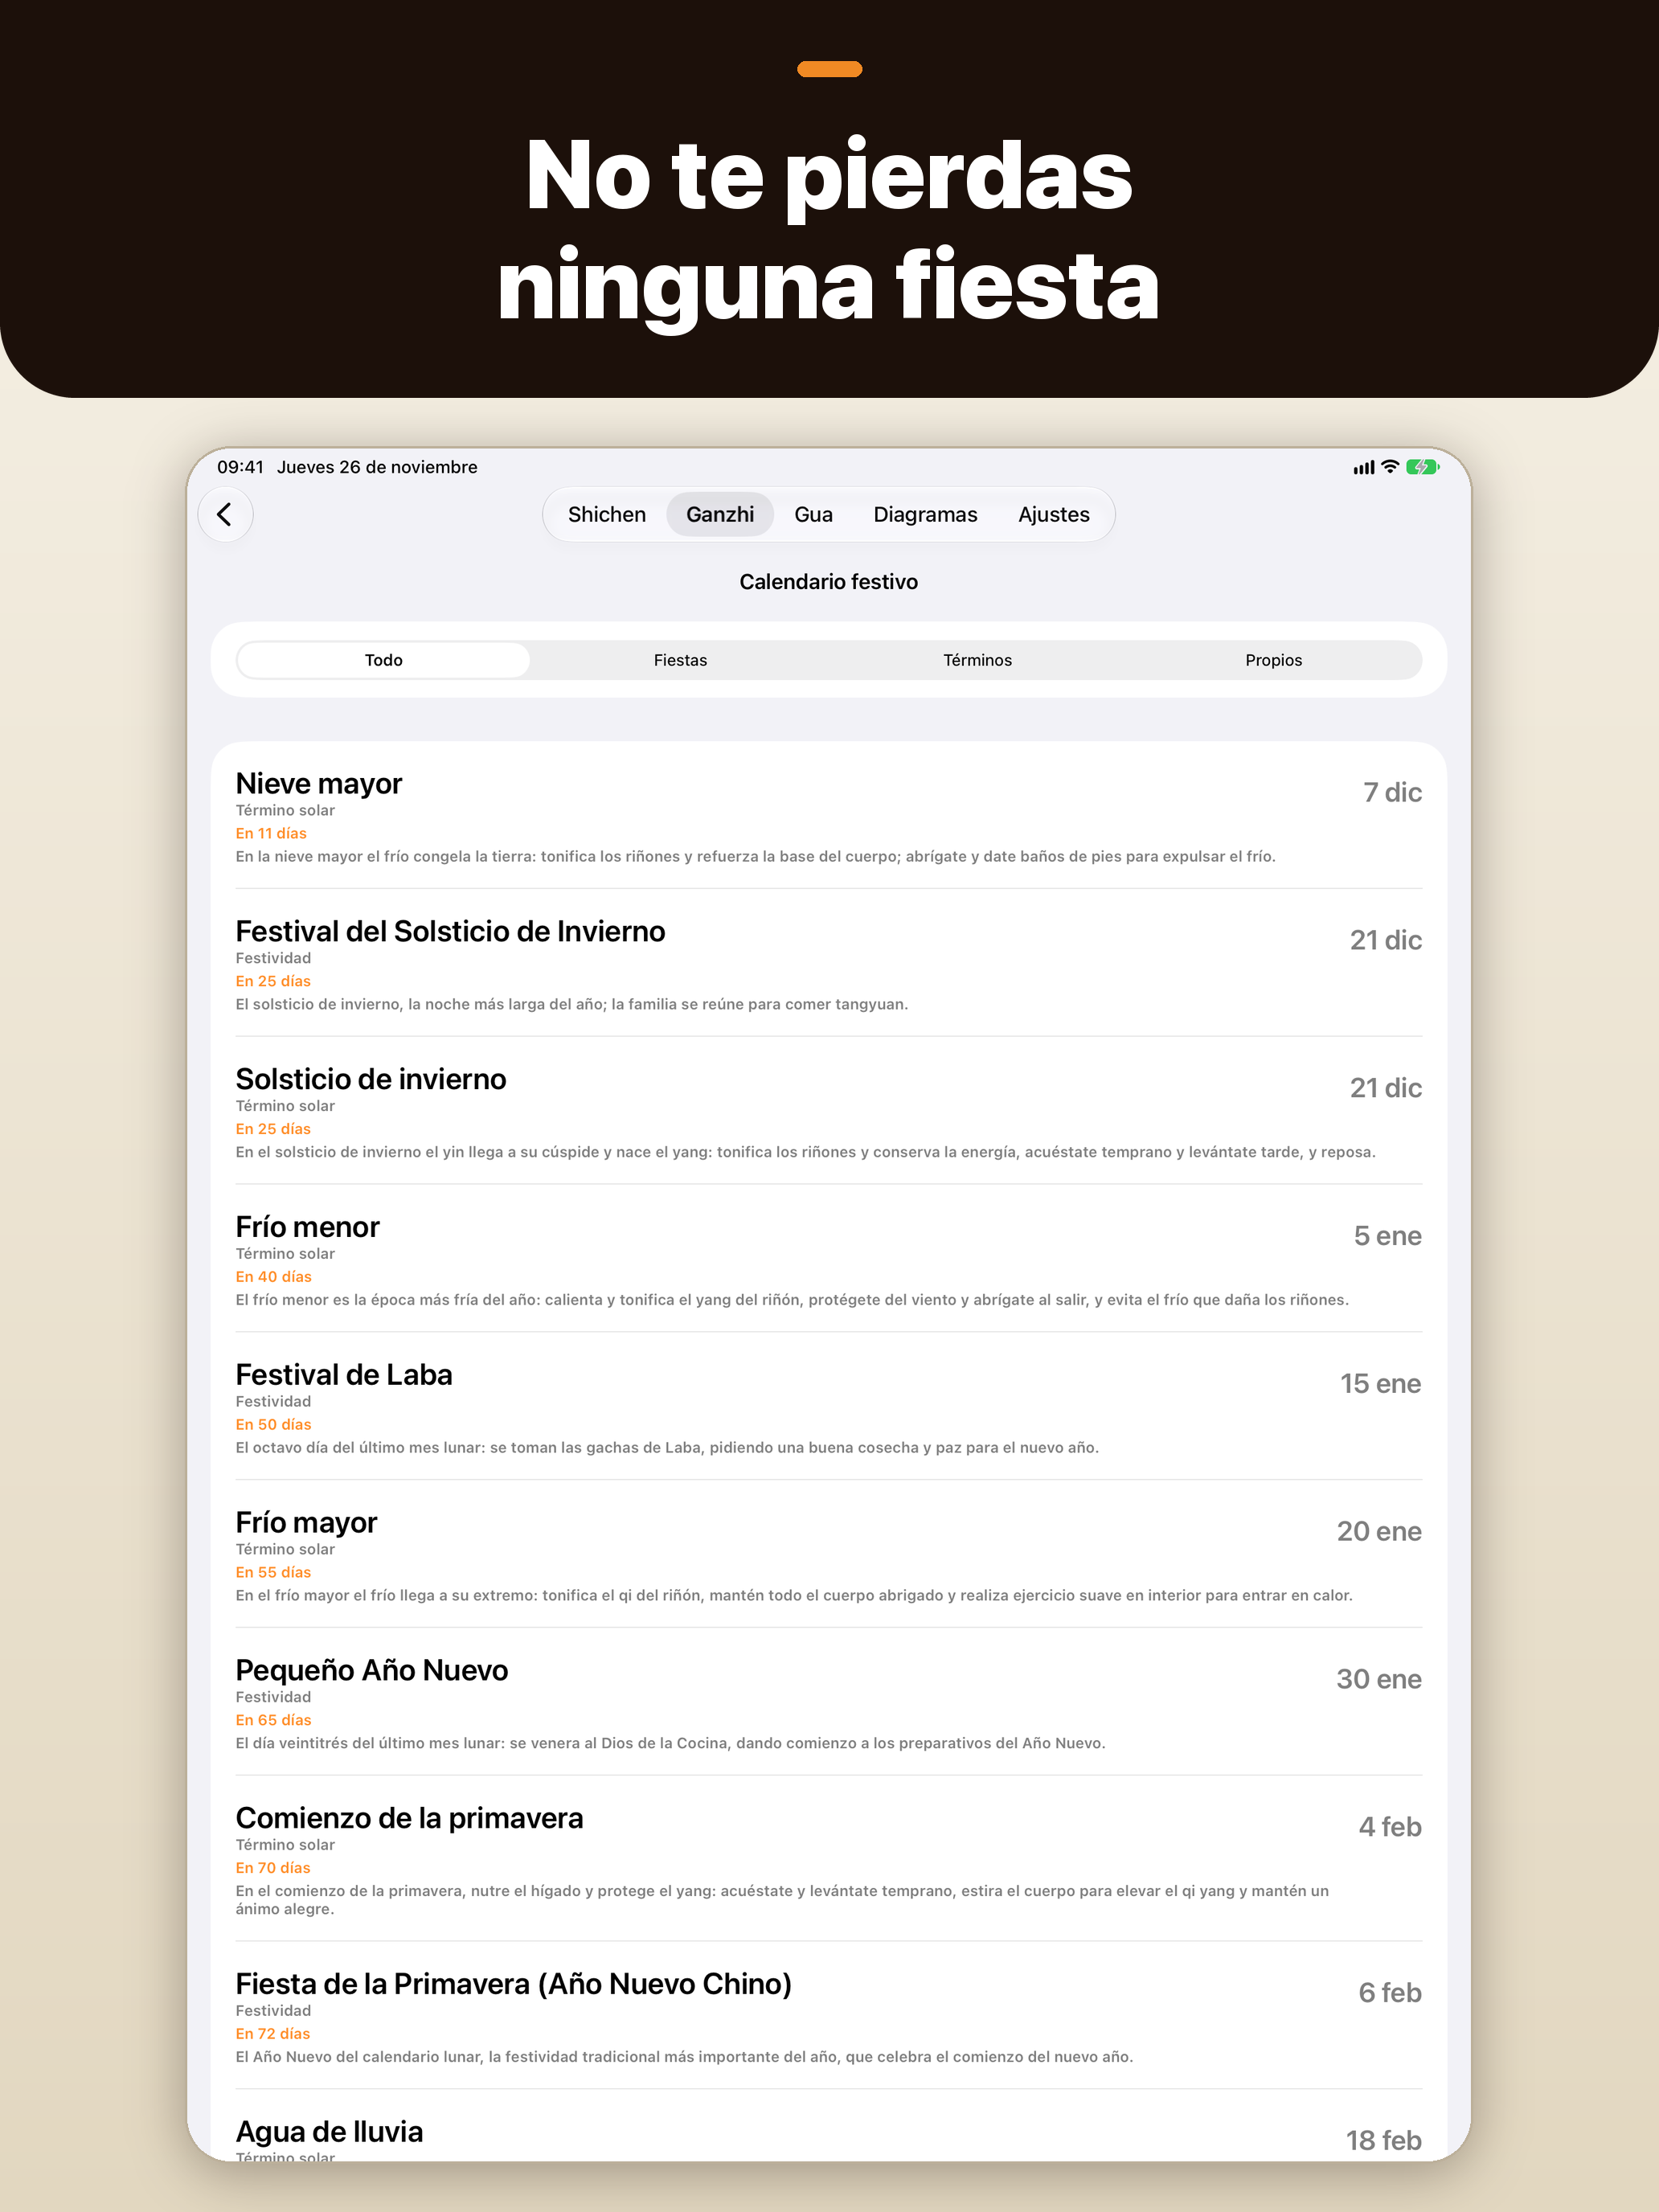 No te pierdas
ninguna fiesta
09:41 Jueves 26 de noviembre
Shichen Ganzhi Gua Diagramas Ajustes
Calendario festivo
Todo Fiestas Términos Propios
Nieve mayor
7 dic
Término solar
En 11 días
En la nieve mayor el frío congela la tierra: tonifica los riñones y refuerza la base del cuerpo; abrígate y date baños de pies para expulsar el frío.
Festival del Solsticio de Invierno
21 dic
Festividad
En 25 días
El solsticio de invierno, la noche más larga del año; la familia se reúne para comer tangyuan.
Solsticio de invierno
21 dic
Término solar
En 25 días
En el solsticio de invierno el yin llega a su cúspide y nace el yang: tonifica los riñones y conserva la energía, acuéstate temprano y levántate tarde, y reposa.
Frío menor
5 ene
Término solar
En 40 días
El frío menor es la época más fría del año: calienta y tonifica el yang del riñón, protégete del viento y abrígate al salir, y evita el frío que daña los riñones.
Festival de Laba
15 ene
Festividad
En 50 días
El octavo día del último mes lunar: se toman las gachas de Laba, pidiendo una buena cosecha y paz para el nuevo año.
Frío mayor
20 ene
Término solar
En 55 días
En el frío mayor el frío llega a su extremo: tonifica el qi del riñón, mantén todo el cuerpo abrigado y realiza ejercicio suave en interior para entrar en calor.
Pequeño Año Nuevo
30 ene
Festividad
En 65 días
El día veintitrés del último mes lunar: se venera al Dios de la Cocina, dando comienzo a los preparativos del Año Nuevo.
Comienzo de la primavera
4 feb
Término solar
En 70 días
En el comienzo de la primavera, nutre el hígado y protege el yang: acuéstate y levántate temprano, estira el cuerpo para elevar el qi yang y mantén un
ánimo alegre.
Fiesta de la Primavera (Año Nuevo Chino)
6 feb
Festividad
En 72 días
El Año Nuevo del calendario lunar, la festividad tradicional más importante del año, que celebra el comienzo del nuevo año.
Agua de lluvia
18 feb
Término solar